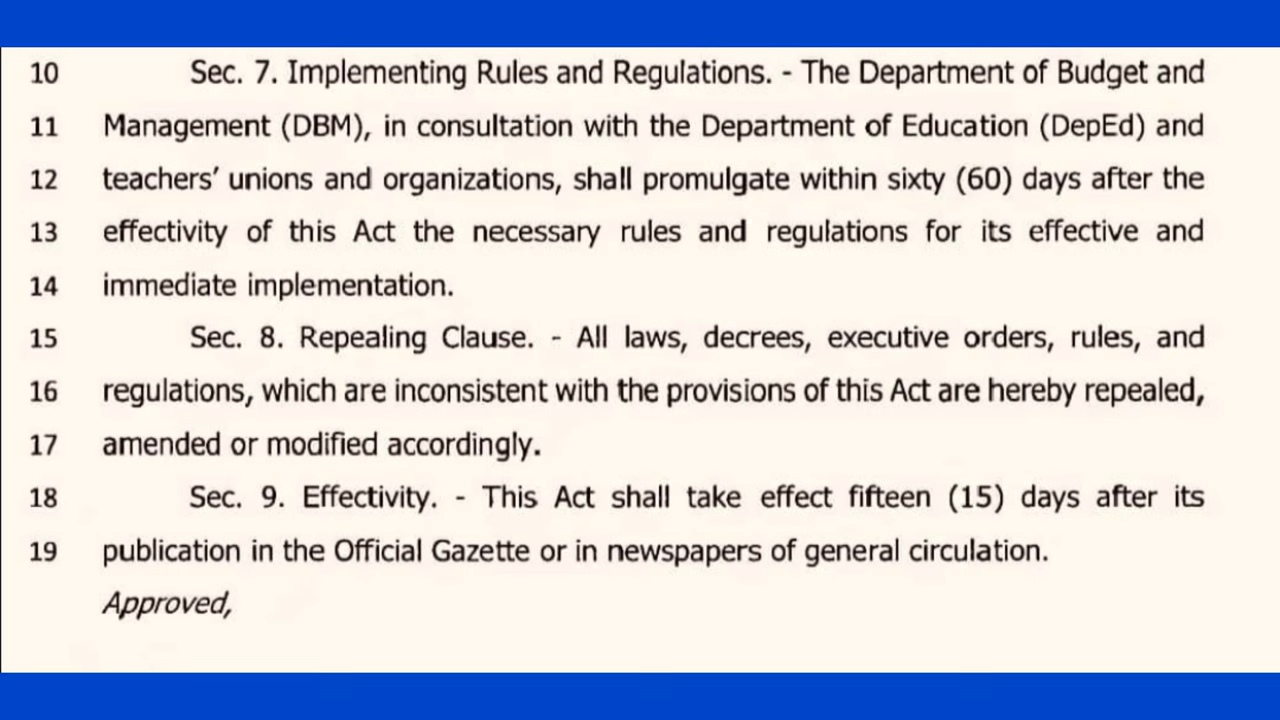 10 Sec. 7. Implementing Rules and Regulations. - The Department of Budget and
11 Management (DBM), in consultation with the Department of Education (DepEd) and
12 teachers' unions and organizations, shall promulgate within sixty (60) days after the
13 effectivity of this Act the necessary rules and regulations for its effective and
14 immediate implementation.
15 Sec. 8. Repealing Clause. - All laws, decrees, executive orders, rules, and
16 regulations, which are inconsistent with the provisions of this Act are hereby repealed,
17 amended or modified accordingly.
18 Sec. 9. Effectivity. - This Act shall take effect fifteen (15) days after its
19 publication in the Official Gazette or in newspapers of general circulation.
Approved,